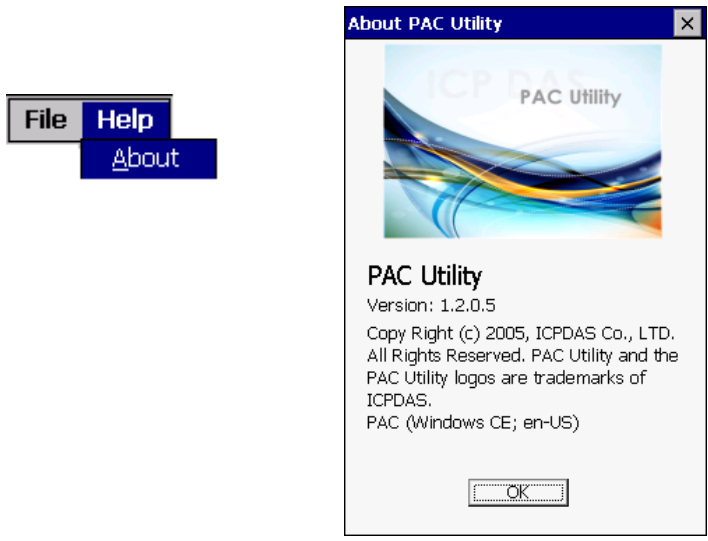 File Help
About
About PAC Utility
ICP DAS
PAC Utility
PAC Utility
Version: 1.2.0.5
Copy Right (c) 2005, ICPDAS Co., LTD.
All Rights Reserved. PAC Utility and the
PAC Utility logos are trademarks of
ICPDAS.
PAC (Windows CE; en-US)
OK